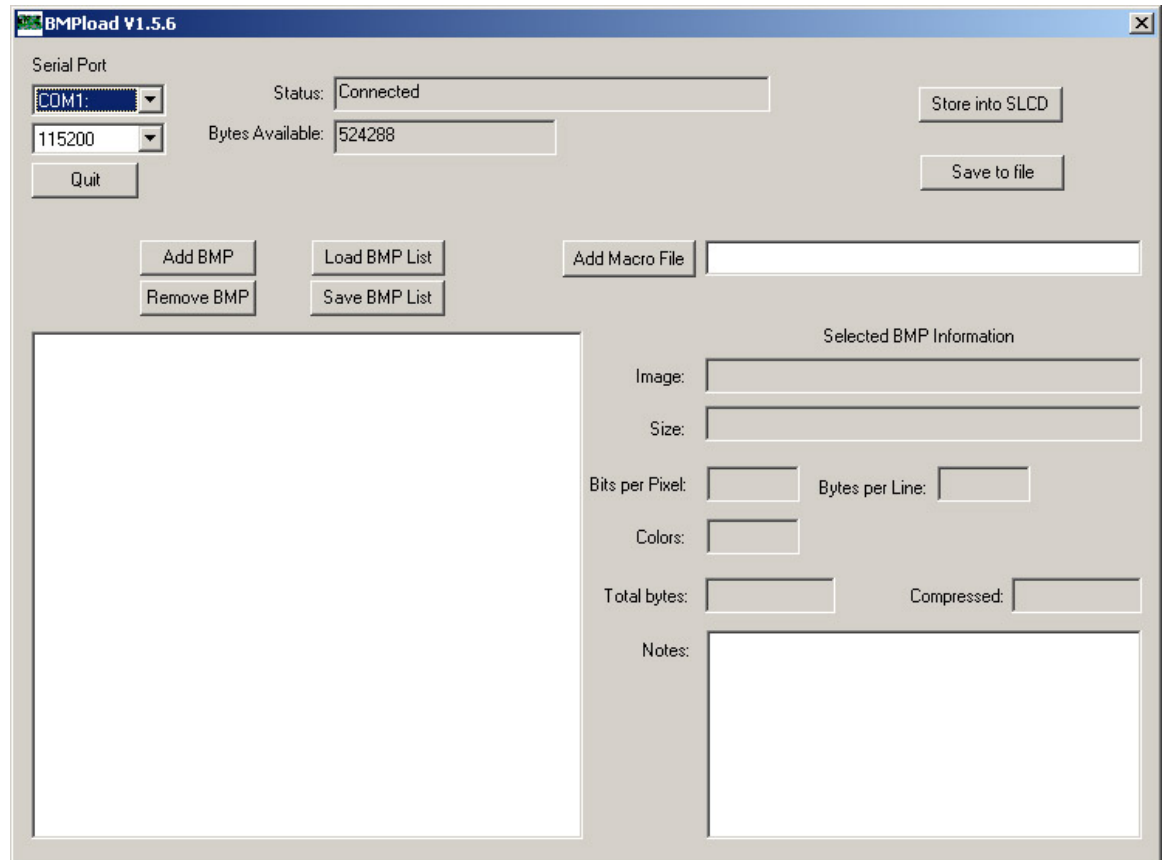 BMPload V1.5.6
Serial Port
COM1:
Status: Connected
Store into SLCD
115200
Bytes Available: 524288
Quit
Save to file
Add BMP
Load BMP List
Add Macro File
Remove BMP
Save BMP List
Selected BMP Information
Image:
Size:
Bits per Pixel:
Bytes per Line:
Colors:
Total bytes:
Compressed:
Notes: